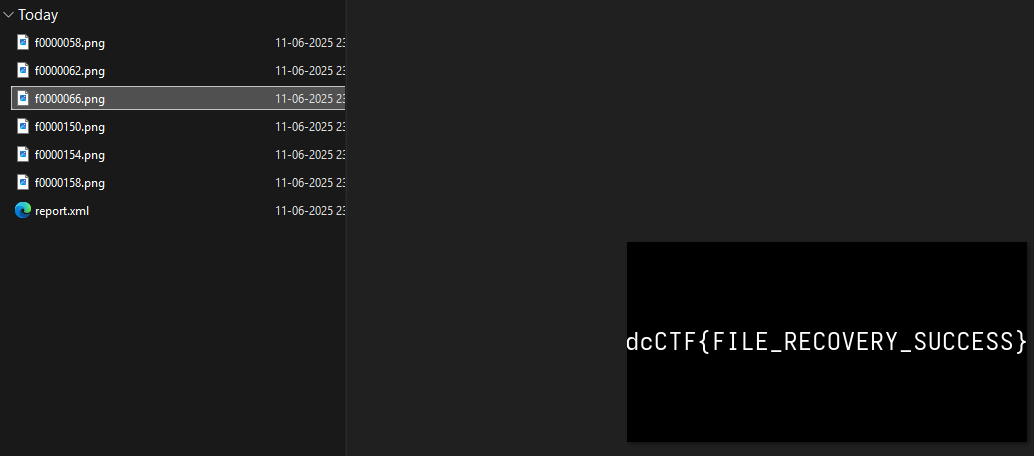 Today
f0000058.png 11-06-2025 23
f0000062.png 11-06-2025 23
f0000066.png 11-06-2025 23
f0000150.png 11-06-2025 23
f0000154.png 11-06-2025 23
f0000158.png 11-06-2025 23
report.xml 11-06-2025 23
dcCTF{FILE_RECOVERY_SUCCESS}